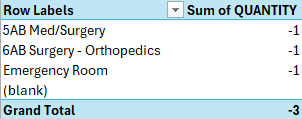 Row Labels Sum of QUANTITY
5AB Med/Surgery -1
6AB Surgery - Orthopedics -1
Emergency Room -1
(blank)
Grand Total -3